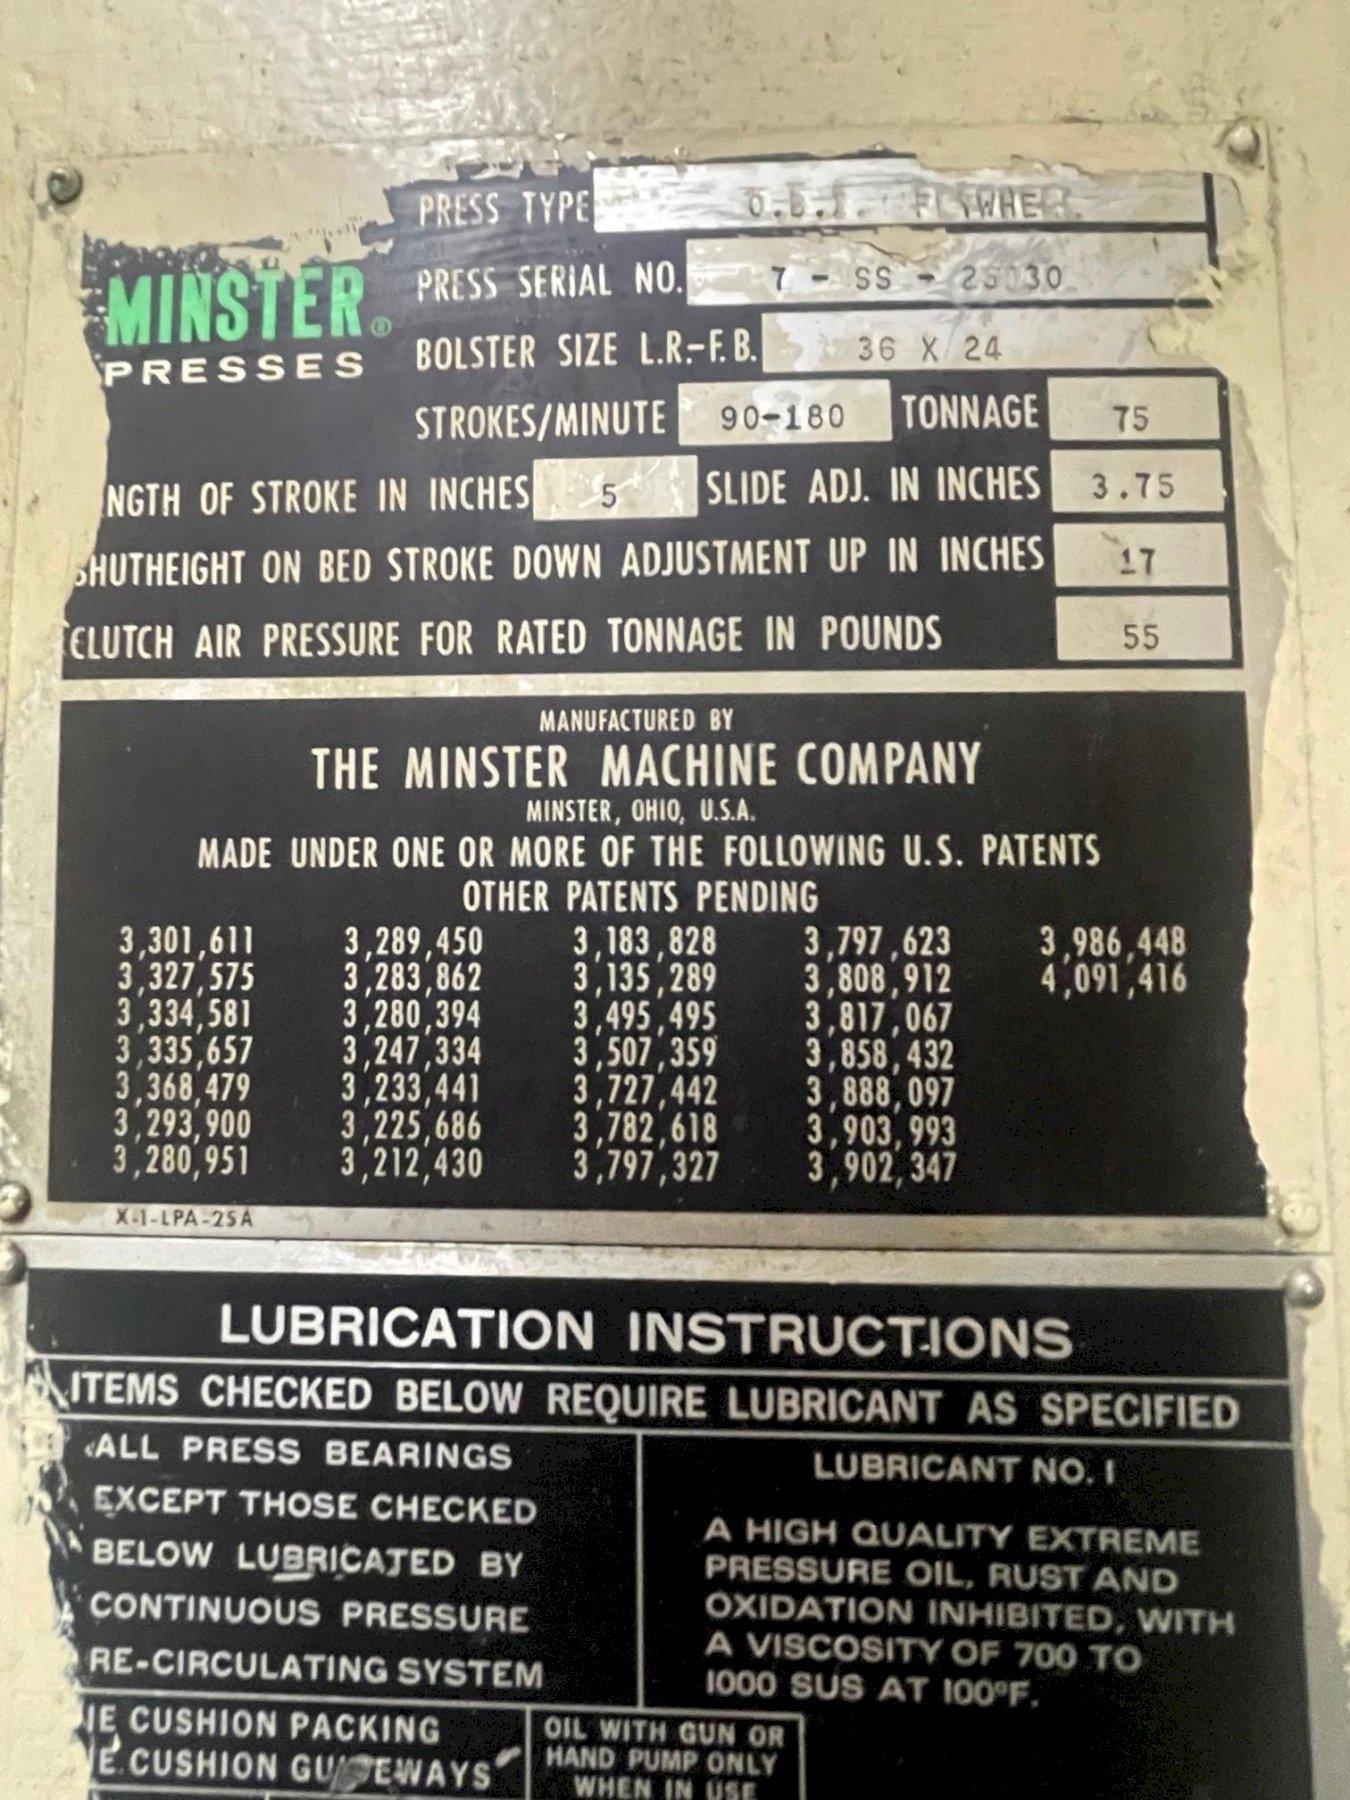 PRESS TYPE
MINSTER®
PRESSES
PRESS SERIAL NO. 7 - SS -
BOLSTER SIZE L.R.-F.B. 36 X 24
STROKES/MINUTE 90-180 TONNAGE 75
NGTH OF STROKE IN INCHES 5 SLIDE ADJ. IN INCHES 3.75
SHUTHEIGHT ON BED STROKE DOWN ADJUSTMENT UP IN INCHES 17
CLUTCH AIR PRESSURE FOR RATED TONNAGE IN POUNDS 55
MANUFACTURED BY
THE MINSTER MACHINE COMPANY
MINSTER, OHIO, U.S.A.
MADE UNDER ONE OR MORE OF THE FOLLOWING U.S. PATENTS
OTHER PATENTS PENDING
3,301,611 3,289,450 3,183,828 3,797,623 3,986,448
3,327,575 3,283,862 3,135,289 3,808,912 4,091,416
3,334,581 3,280,394 3,495,495 3,817,067
3,335,657 3,247,334 3,507,359 3,858,432
3,368,479 3,233,441 3,727,442 3,888,097
3,293,900 3,225,686 3,782,618 3,903,993
3,280,951 3,212,430 3,797,327 3,902,347
X-1-LPA-25A
LUBRICATION INSTRUCTIONS
ITEMS CHECKED BELOW REQUIRE LUBRICANT AS SPECIFIED
ALL PRESS BEARINGS
EXCEPT THOSE CHECKED
BELOW LUBRICATED BY
CONTINUOUS PRESSURE
RE-CIRCULATING SYSTEM
LUBRICANT NO. 1
A HIGH QUALITY EXTREME
PRESSURE OIL, RUST AND
OXIDATION INHIBITED, WITH
A VISCOSITY OF 700 TO
1000 SUS AT 100°F.
IE CUSHION PACKING
E CUSHION
OIL WITH GUN OR
HAND PUMP ONLY
WHEN IN USE